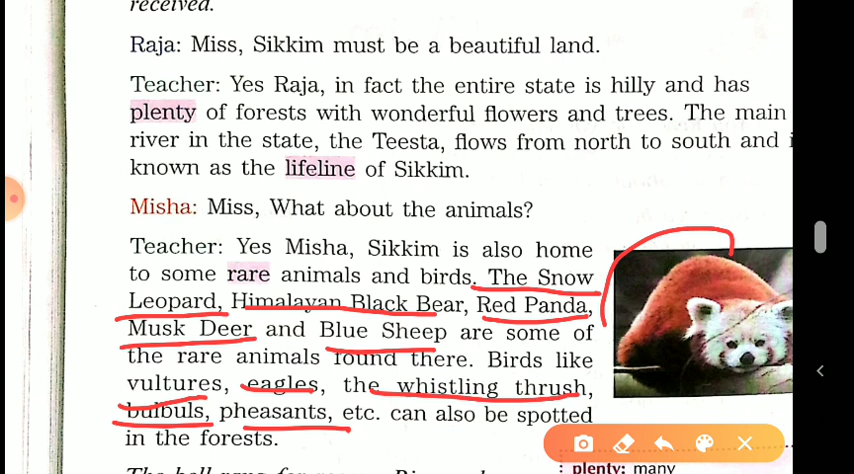 received.
Raja: Miss, Sikkim must be a beautiful land.
Teacher: Yes Raja, in fact the entire state is hilly and has
plenty of forests with wonderful flowers and trees. The main
river in the state, the Teesta, flows from north to south and
known as the lifeline of Sikkim.
Misha: Miss, What about the animals?
Teacher: Yes Misha, Sikkim is also home
to some rare animals and birds. The Snow
Leopard, Himalayan Black Bear, Red Panda,
Musk Deer and Blue Sheep are some of
the rare animals found there. Birds like
vultures, eagles, the whistling thrush,
bulbuls, pheasants, etc. can also be spotted
in the forests.
plenty: many